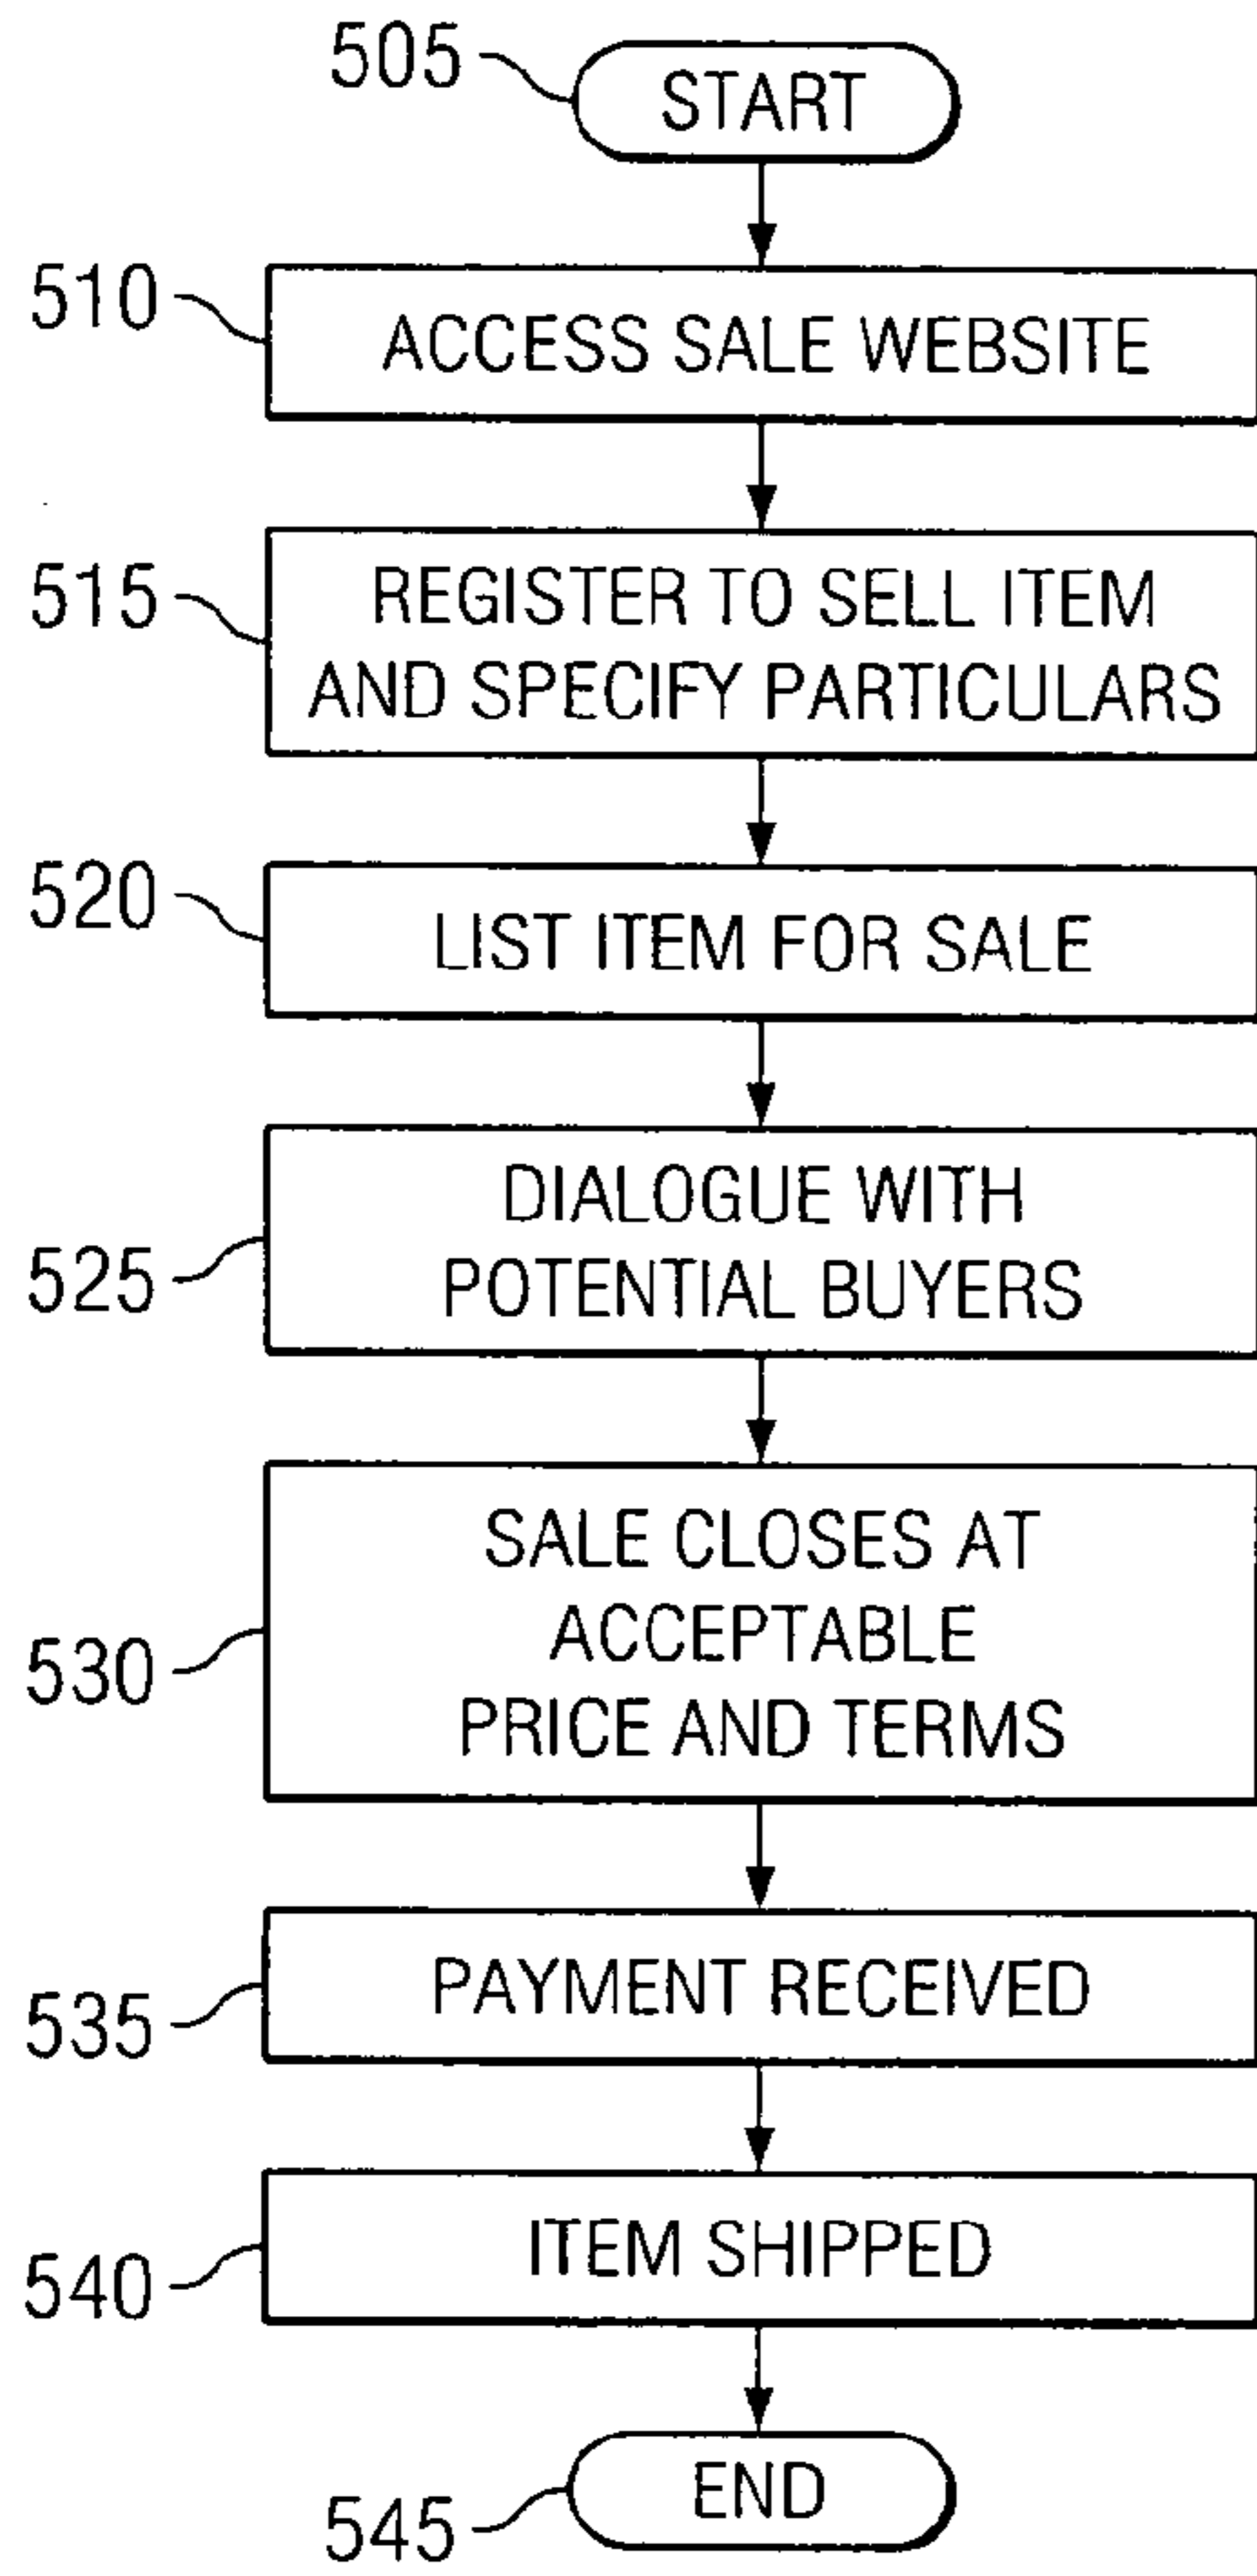 505
START
510
ACCESS SALE WEBSITE
515
REGISTER TO SELL ITEM
AND SPECIFY PARTICULARS
520
LIST ITEM FOR SALE
525
DIALOGUE WITH
POTENTIAL BUYERS
530
SALE CLOSES AT
ACCEPTABLE
PRICE AND TERMS
535
PAYMENT RECEIVED
540
ITEM SHIPPED
545
END